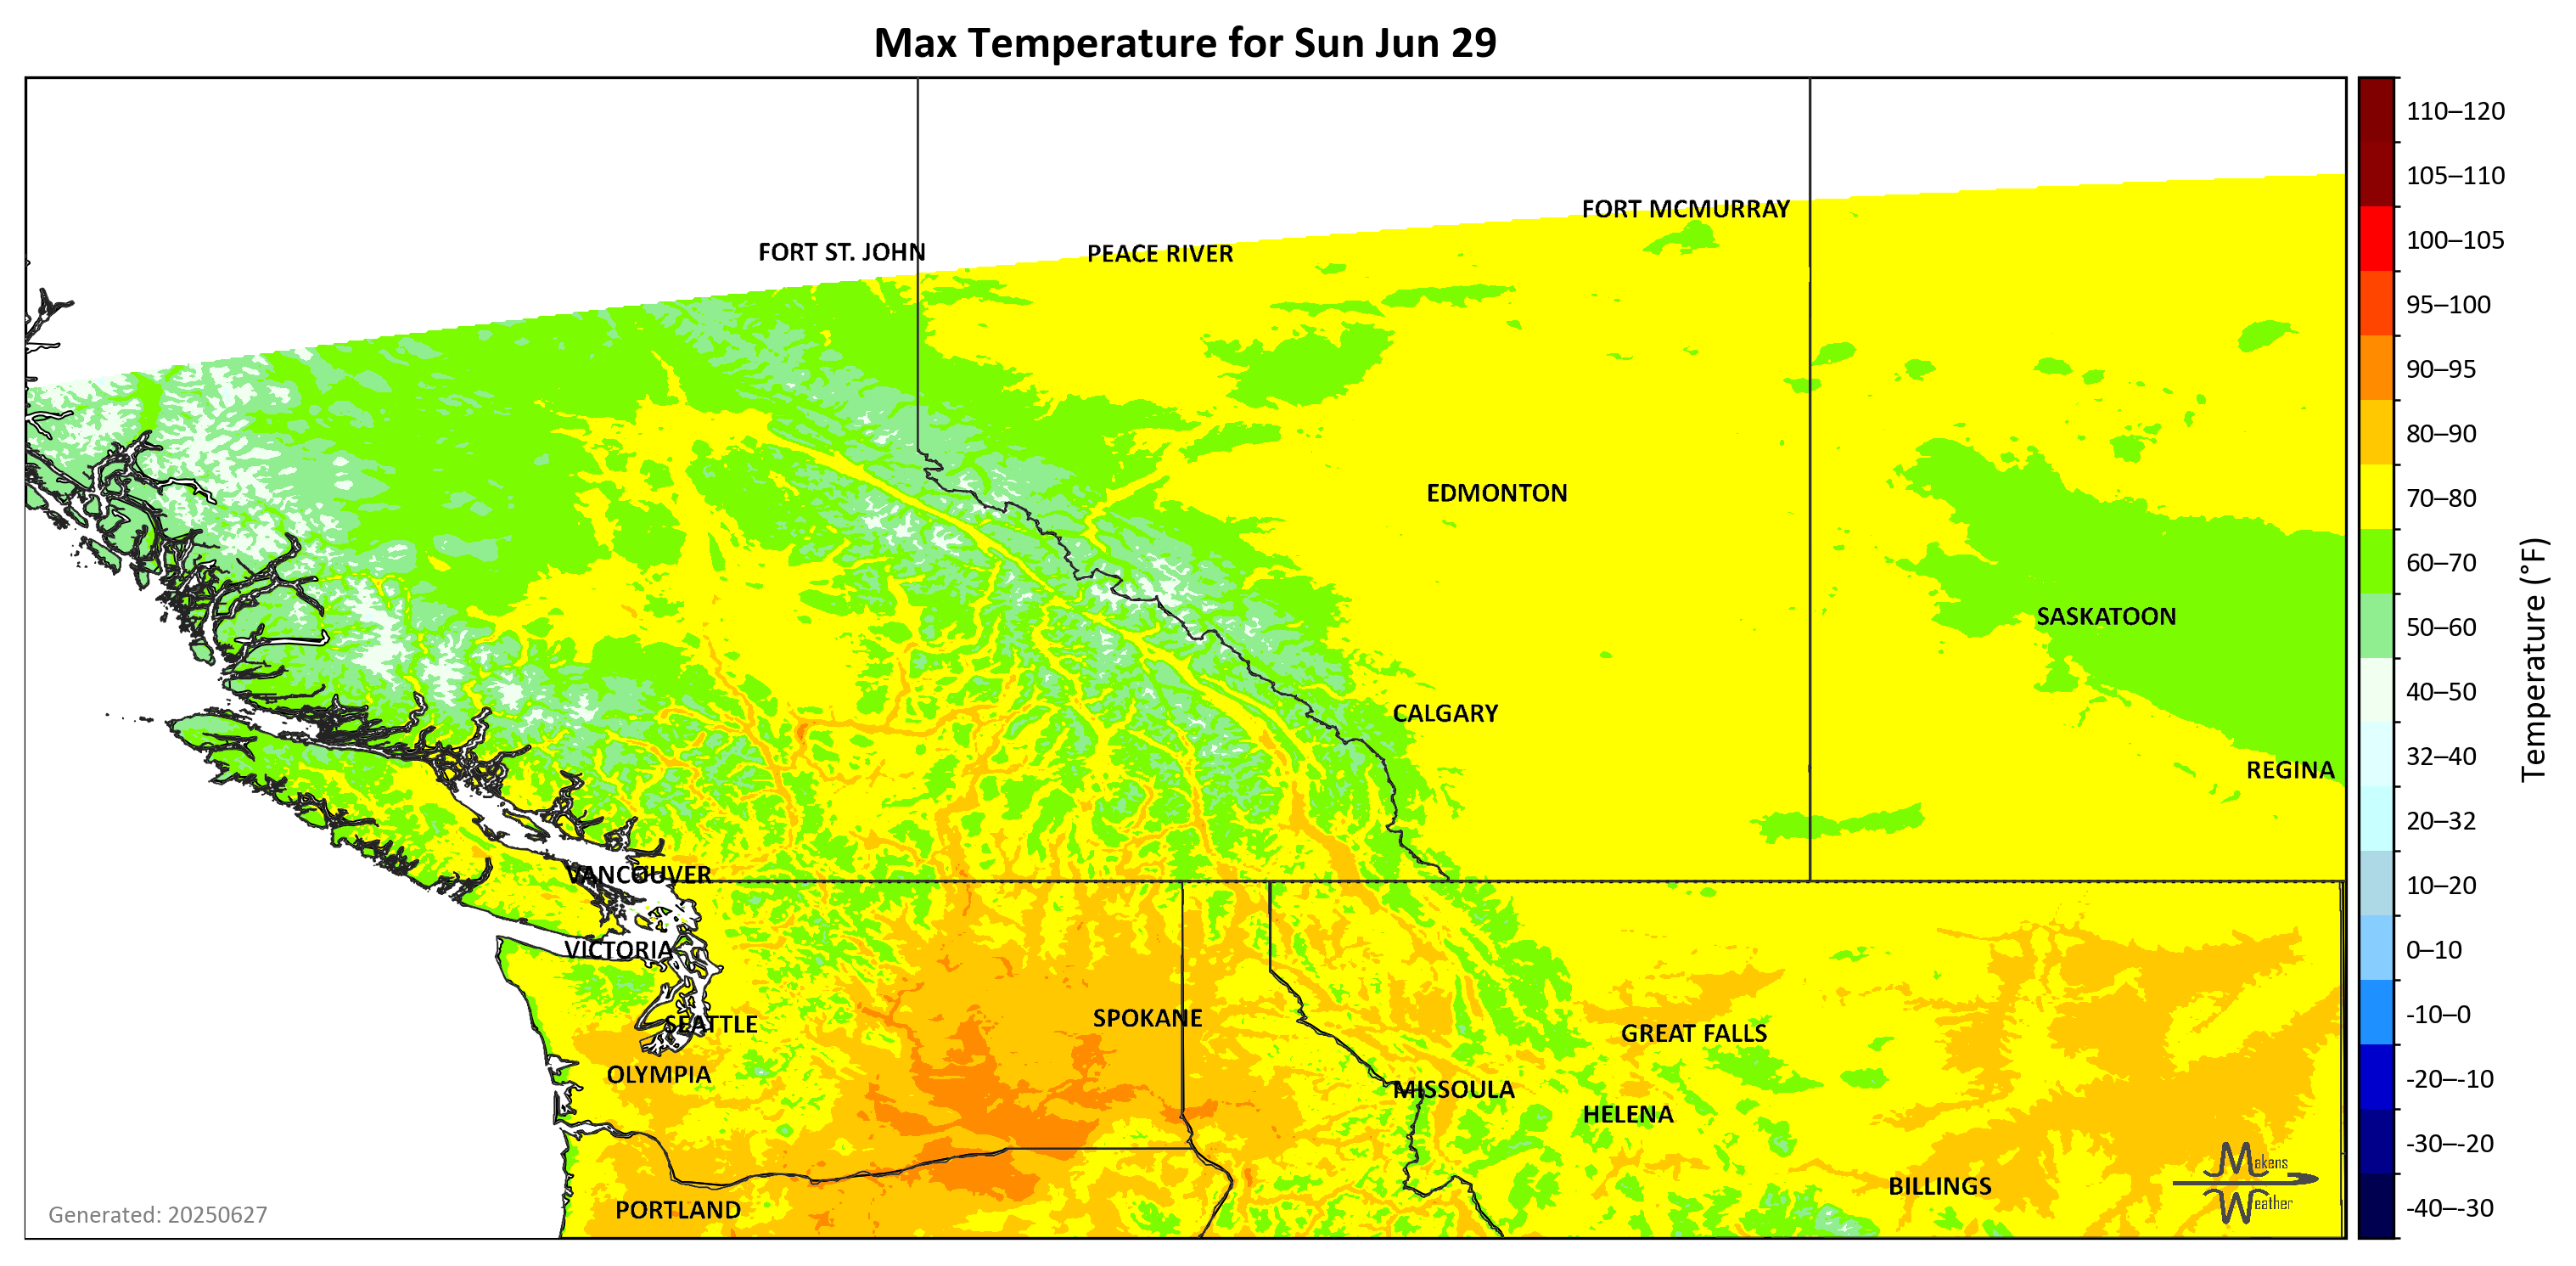 Max Temperature for Sun Jun 29
FORT MCMURRAY
FORT ST. JOHN
PEACE RIVER
EDMONTON
SASKATOON
CALGARY
REGINA
VANCOUVER
VICTORIA
SEATTLE
SPOKANE
GREAT FALLS
OLYMPIA
MISSOULA
HELENA
BILLINGS
PORTLAND
Generated: 20250627
Makens
Weather
110–120
105–110
100–105
95–100
90–95
80–90
70–80
60–70
50–60
40–50
32–40
20–32
10–20
0–10
-10–0
-20–-10
-30–-20
-40–-30
Temperature (°F)